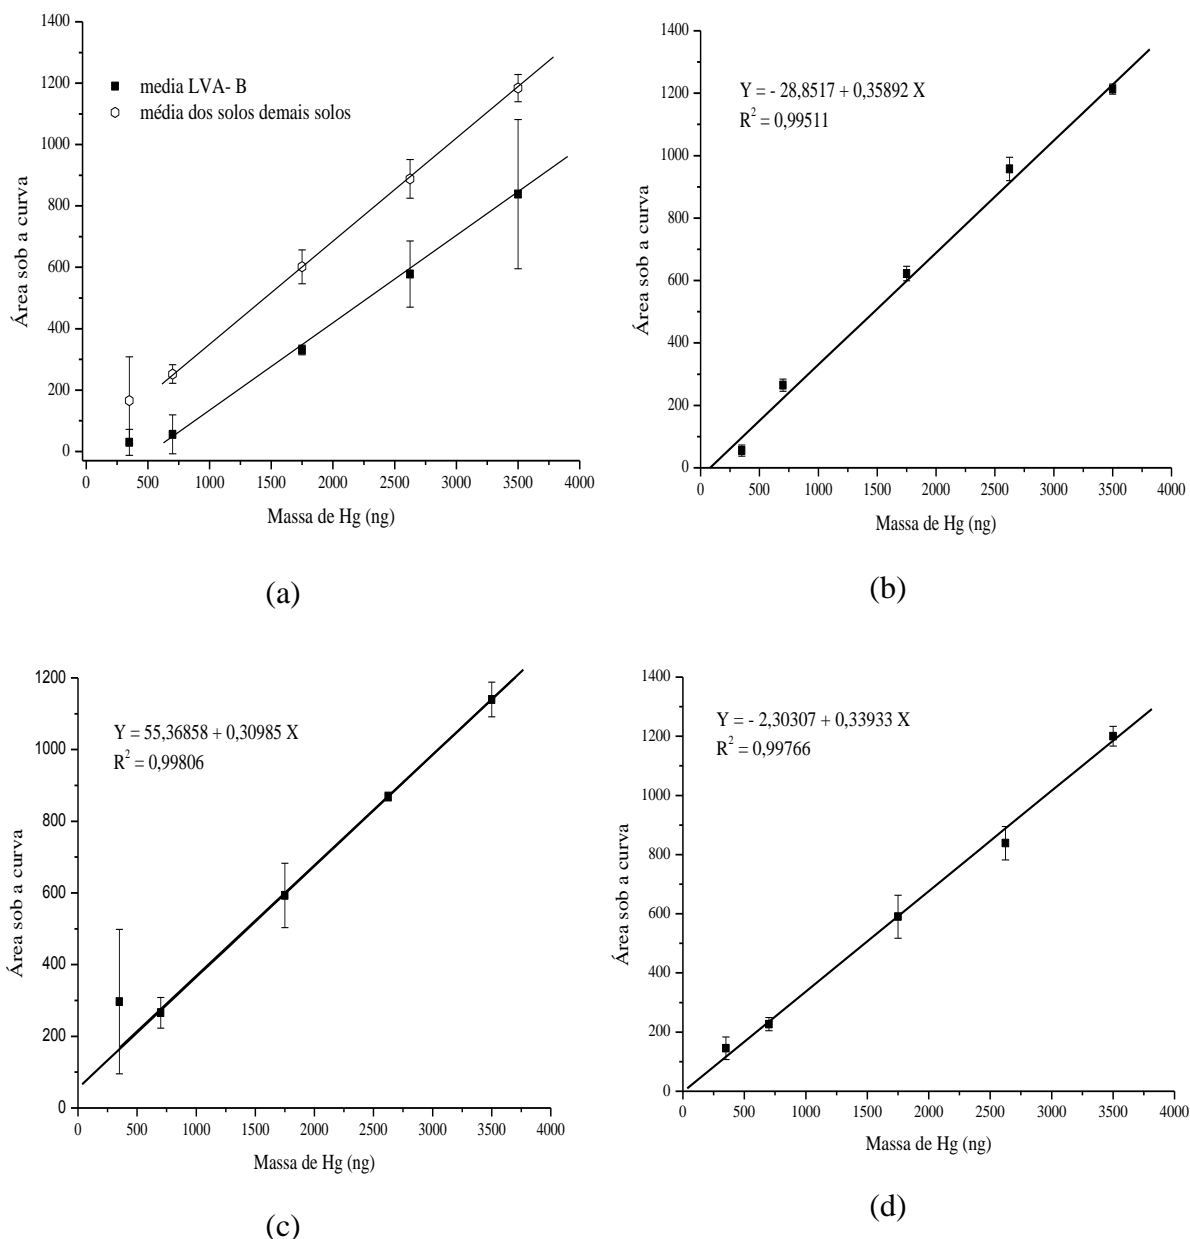 1400
1200
1000
800
600
400
200
0
Área sob a curva
media LVA- B
média dos solos demais solos
0 500 1000 1500 2000 2500 3000 3500 4000
Massa de Hg (ng)
(a)
1400
1200
1000
800
600
400
200
0
Área sob a curva
Y = - 28,8517 + 0,35892 X
R² = 0,99511
0 500 1000 1500 2000 2500 3000 3500 4000
Massa de Hg (ng)
(b)
1200
1000
800
600
400
200
0
Área sob a curva
Y = 55,36858 + 0,30985 X
R² = 0,99806
0 500 1000 1500 2000 2500 3000 3500 4000
Massa de Hg (ng)
(c)
1400
1200
1000
800
600
400
200
0
Área sob a curva
Y = - 2,30307 + 0,33933 X
R² = 0,99766
0 500 1000 1500 2000 2500 3000 3500 4000
Massa de Hg (ng)
(d)